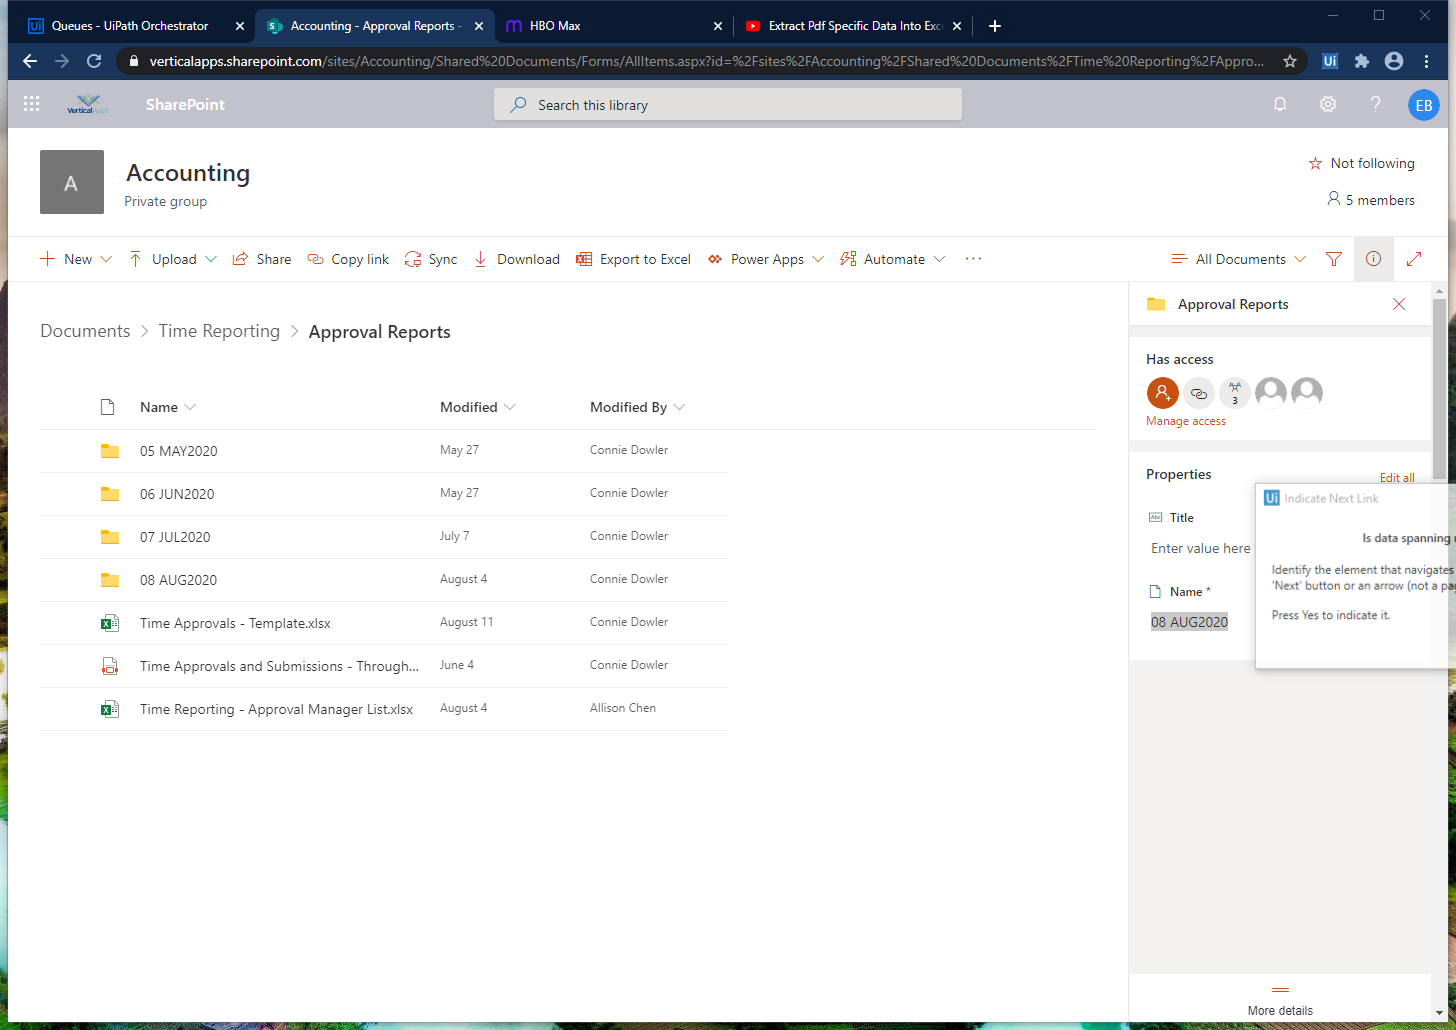 Queues - UiPath Orchestrator
Accounting - Approval Reports -
HBO Max
Extract Pdf Specific Data Into Exce
verticalapps.sharepoint.com/sites/Accounting/Shared%20Documents/Forms/AllItems.aspx?id=%2Fsites%2FAccounting%2FShared%20Documents%2FTime%20Reporting%2FAppro...
Ui
VerticalApps
SharePoint
Search this library
?
EB
A
Accounting
Private group
Not following
5 members
New
Upload
Share
Copy link
Sync
Download
Export to Excel
Power Apps
Automate
...
All Documents
Documents > Time Reporting > Approval Reports
Name Modified Modified By
05 MAY2020 May 27 Connie Dowler
06 JUN2020 May 27 Connie Dowler
07 JUL2020 July 7 Connie Dowler
08 AUG2020 August 4 Connie Dowler
Time Approvals - Template.xlsx August 11 Connie Dowler
Time Approvals and Submissions - Through... June 4 Connie Dowler
Time Reporting - Approval Manager List.xlsx August 4 Allison Chen
Approval Reports
Has access
3
Manage access
Properties
Edit all
Abc Title
Enter value here
Name *
08 AUG2020
Ui Indicate Next Link
Is data spanning
Identify the element that navigates
'Next' button or an arrow (not a pag
Press Yes to indicate it.
More details